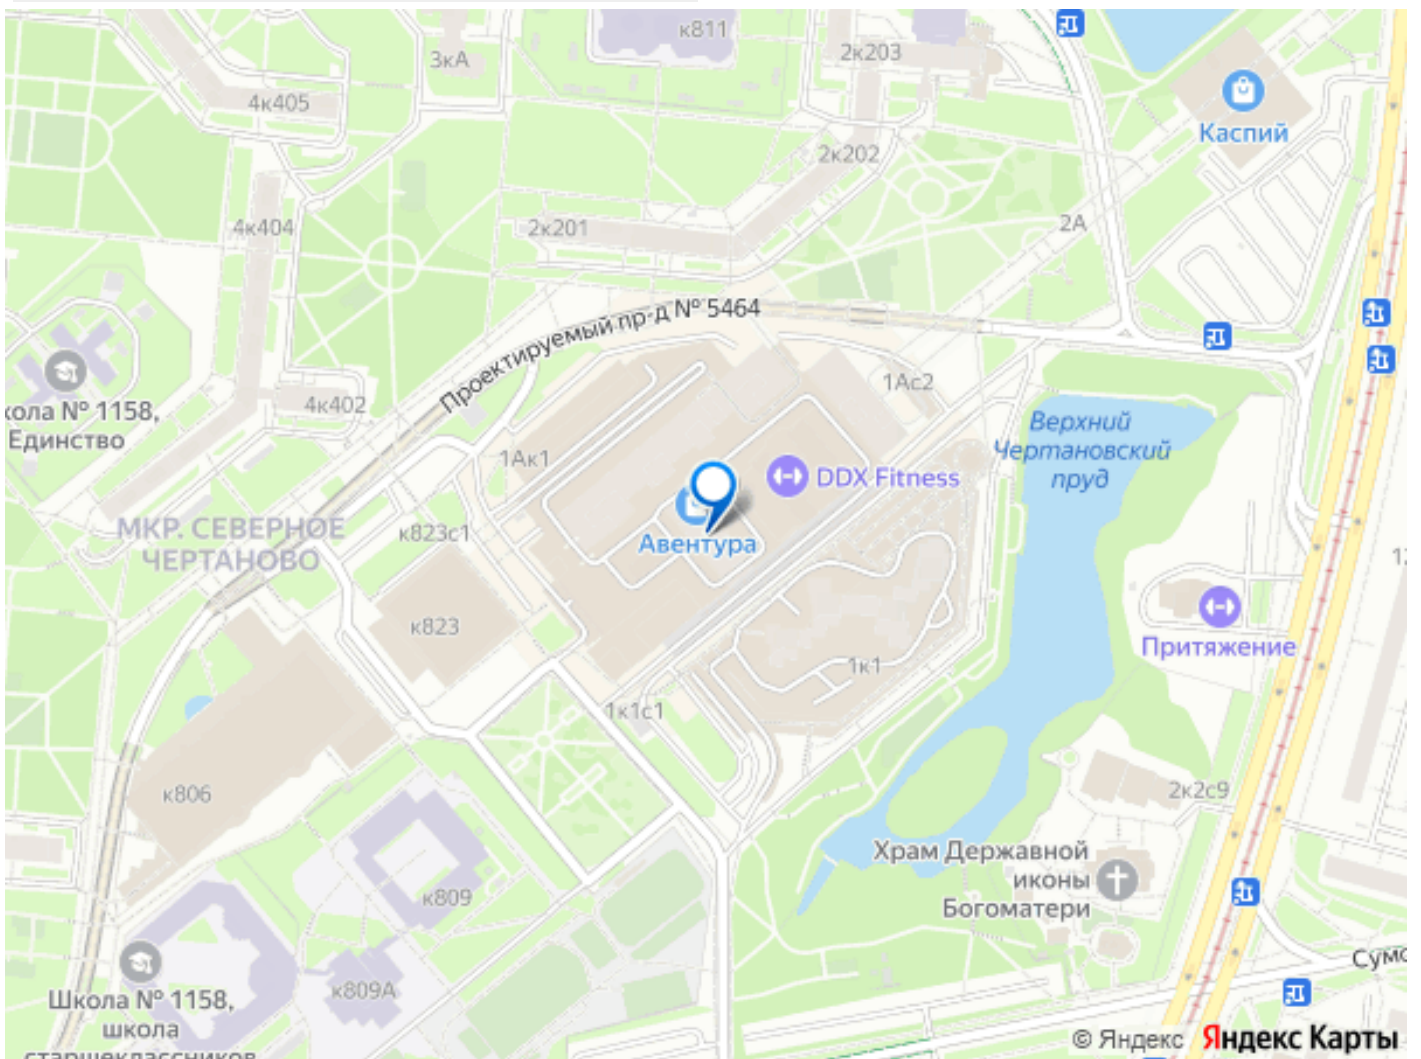 к811
2к203
3кА
4к405
Каспий
2к202
4к404
2к201
2А
Проектируемый пр-д № 5464
1Ас2
кола № 1158,
Единство
4к402
Верхний
Чертановский
пруд
1Ак1
DDX Fitness
МКР. СЕВЕРНОЕ
ЧЕРТАНОВО
к823с1
Авентура
к823
Притяжение
1к1
1к1с1
к806
2к2с9
Храм Державной
иконы
Богоматери
к809
Сумс
к809А
Школа № 1158,
школа
старшеклассников
© Яндекс Яндекс Карты